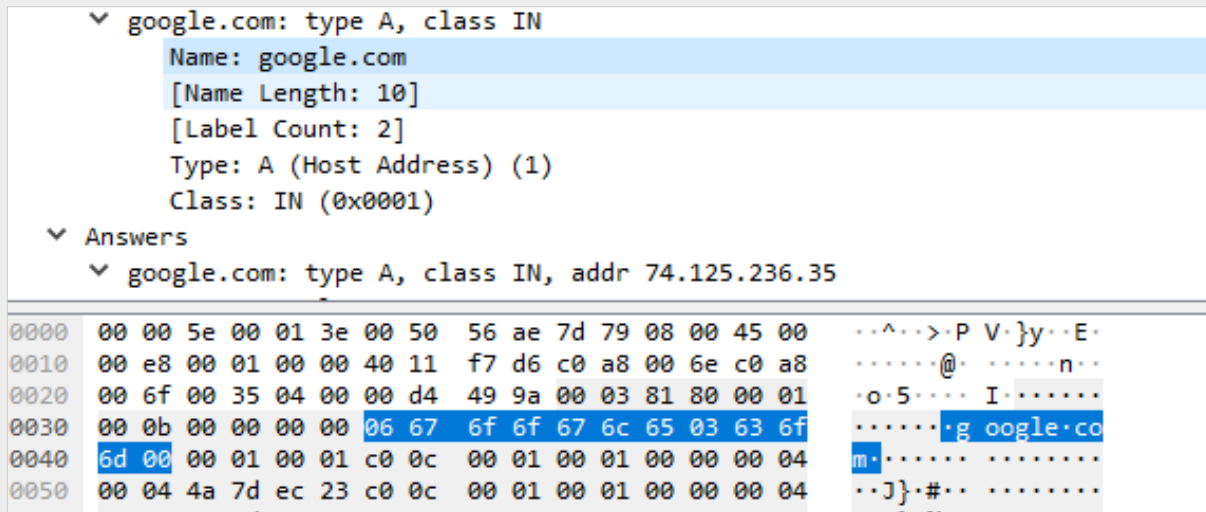 google.com: type A, class IN
Name: google.com
[Name Length: 10]
[Label Count: 2]
Type: A (Host Address) (1)
Class: IN (0x0001)
Answers
google.com: type A, class IN, addr 74.125.236.35
0000 00 00 5e 00 01 3e 00 50 56 ae 7d 79 08 00 45 00 ··^··>·P V·}y··E·
0010 00 e8 00 01 00 00 40 11 f7 d6 c0 a8 00 6e c0 a8 ······@· ·····n··
0020 00 6f 00 35 04 00 00 d4 49 9a 00 03 81 80 00 01 ·o·5···· I·······
0030 00 0b 00 00 00 00 06 67 6f 6f 67 6c 65 03 63 6f ·······g oogle·co
0040 6d 00 00 01 00 01 c0 0c 00 01 00 01 00 00 00 04 m······· ········
0050 00 04 4a 7d ec 23 c0 0c 00 01 00 01 00 00 00 04 ··J}·#·· ········